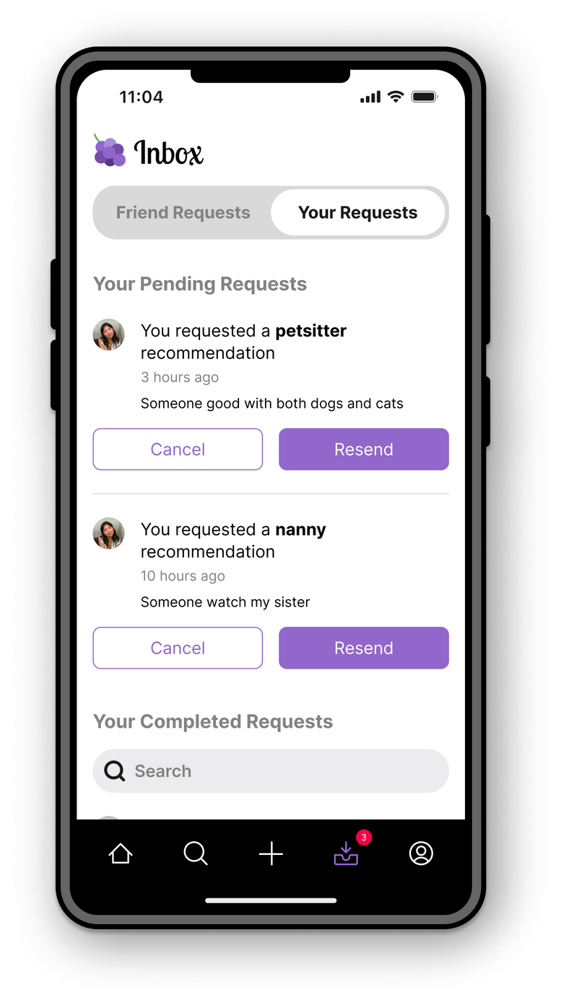 11:04
Inbox
Friend Requests Your Requests
Your Pending Requests
You requested a petsitter
recommendation
3 hours ago
Someone good with both dogs and cats
Cancel Resend
You requested a nanny
recommendation
10 hours ago
Someone watch my sister
Cancel Resend
Your Completed Requests
Search
3